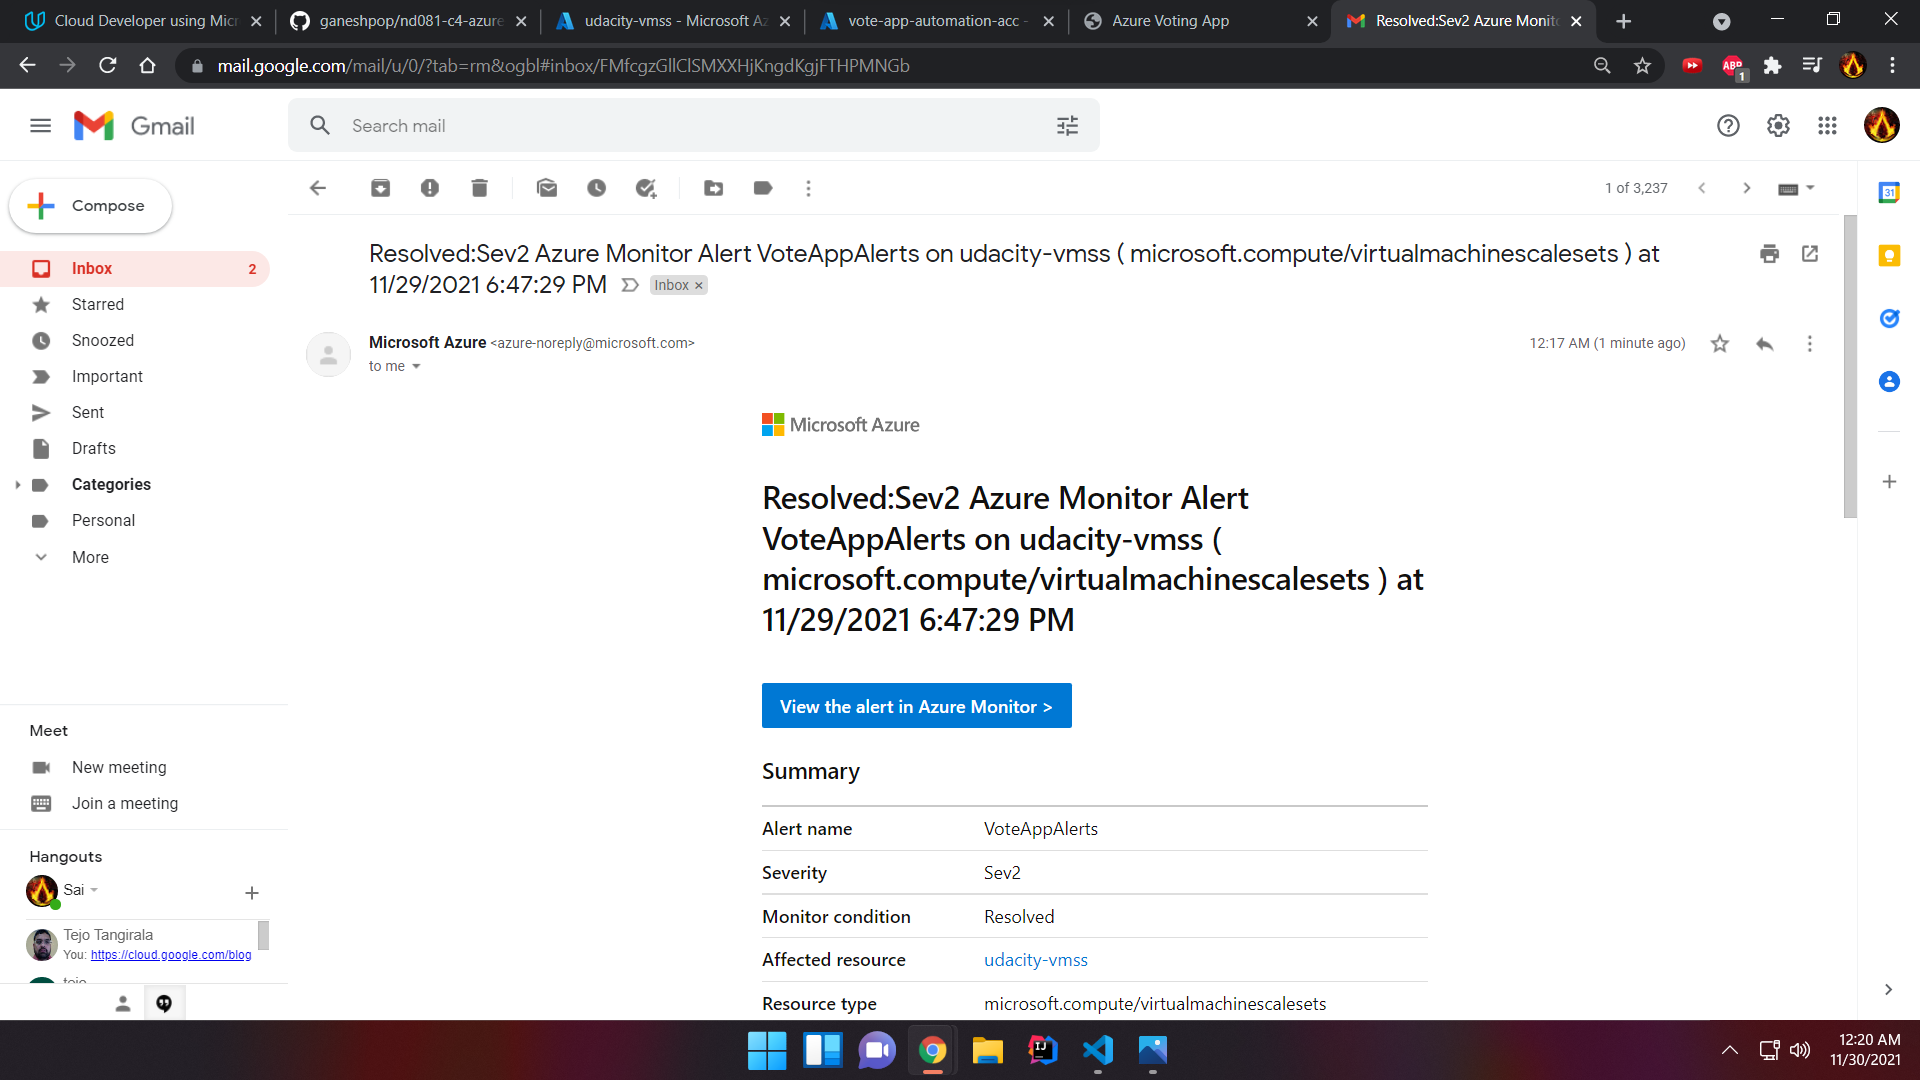 Cloud Developer using Micr
ganeshpop/nd081-c4-azure
udacity-vmss - Microsoft Az
vote-app-automation-acc -
Azure Voting App
Resolved:Sev2 Azure Monito
mail.google.com/mail/u/0/?tab=rm&ogbl#inbox/FMfcgzGllClSMXXHjKngdKgjFTHPMNGb
ABP
1
Gmail
Search mail
Compose
1 of 3,237
31
Inbox 2
Starred
Snoozed
Important
Sent
Drafts
Categories
Personal
More
Meet
New meeting
Join a meeting
Hangouts
Sai
Tejo Tangirala
You: https://cloud.google.com/blog
Resolved:Sev2 Azure Monitor Alert VoteAppAlerts on udacity-vmss ( microsoft.compute/virtualmachinescalesets ) at
11/29/2021 6:47:29 PM Inbox ×
Microsoft Azure <azure-noreply@microsoft.com>
12:17 AM (1 minute ago)
to me
Microsoft Azure
Resolved:Sev2 Azure Monitor Alert
VoteAppAlerts on udacity-vmss (
microsoft.compute/virtualmachinescalesets ) at
11/29/2021 6:47:29 PM
View the alert in Azure Monitor >
Summary
Alert name VoteAppAlerts
Severity Sev2
Monitor condition Resolved
Affected resource udacity-vmss
Resource type microsoft.compute/virtualmachinescalesets
IJ
12:20 AM
11/30/2021